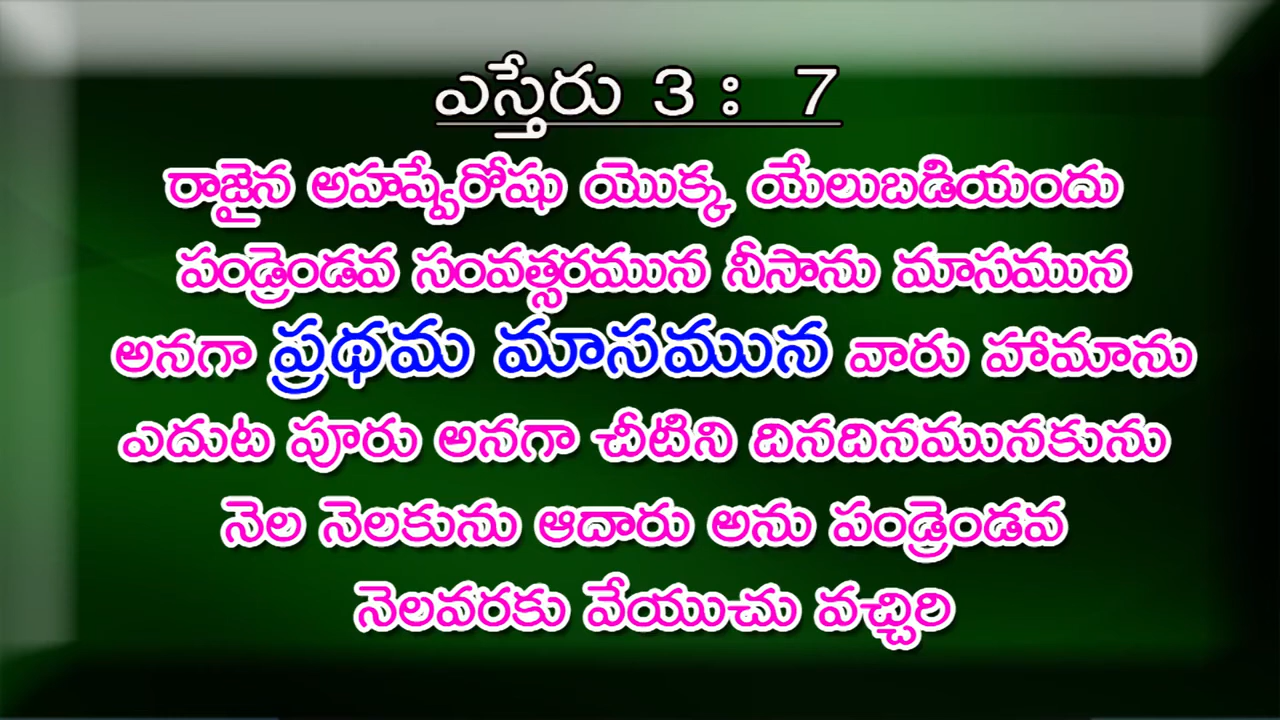 ఎస్తేరు 3 : 7
రాజైన అహష్వేరోషు యొక్క యేలుబడియందు
పండ్రెండవ సంవత్సరమున నీసాను మాసమున
అనగా ప్రథమ మాసమున వారు హామాను
ఎదుట పూరు అనగా చీటిని దినదినమునకును
నెల నెలకును ఆదారు అను పండ్రెండవ
నెలవరకు వేయుచు వచ్చిరి